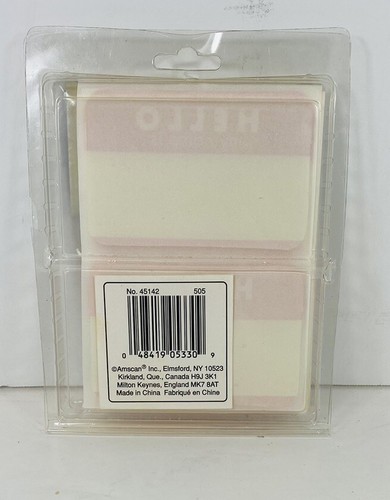 HELLO
HELLO
No. 45142 505
0 48419 05330 9
©Amscan® Inc., Elmsford, NY 10523
Kirkland, Que., Canada H9J 3K1
Milton Keynes, England MK7 8AT
Made in China Fabriqué en Chine